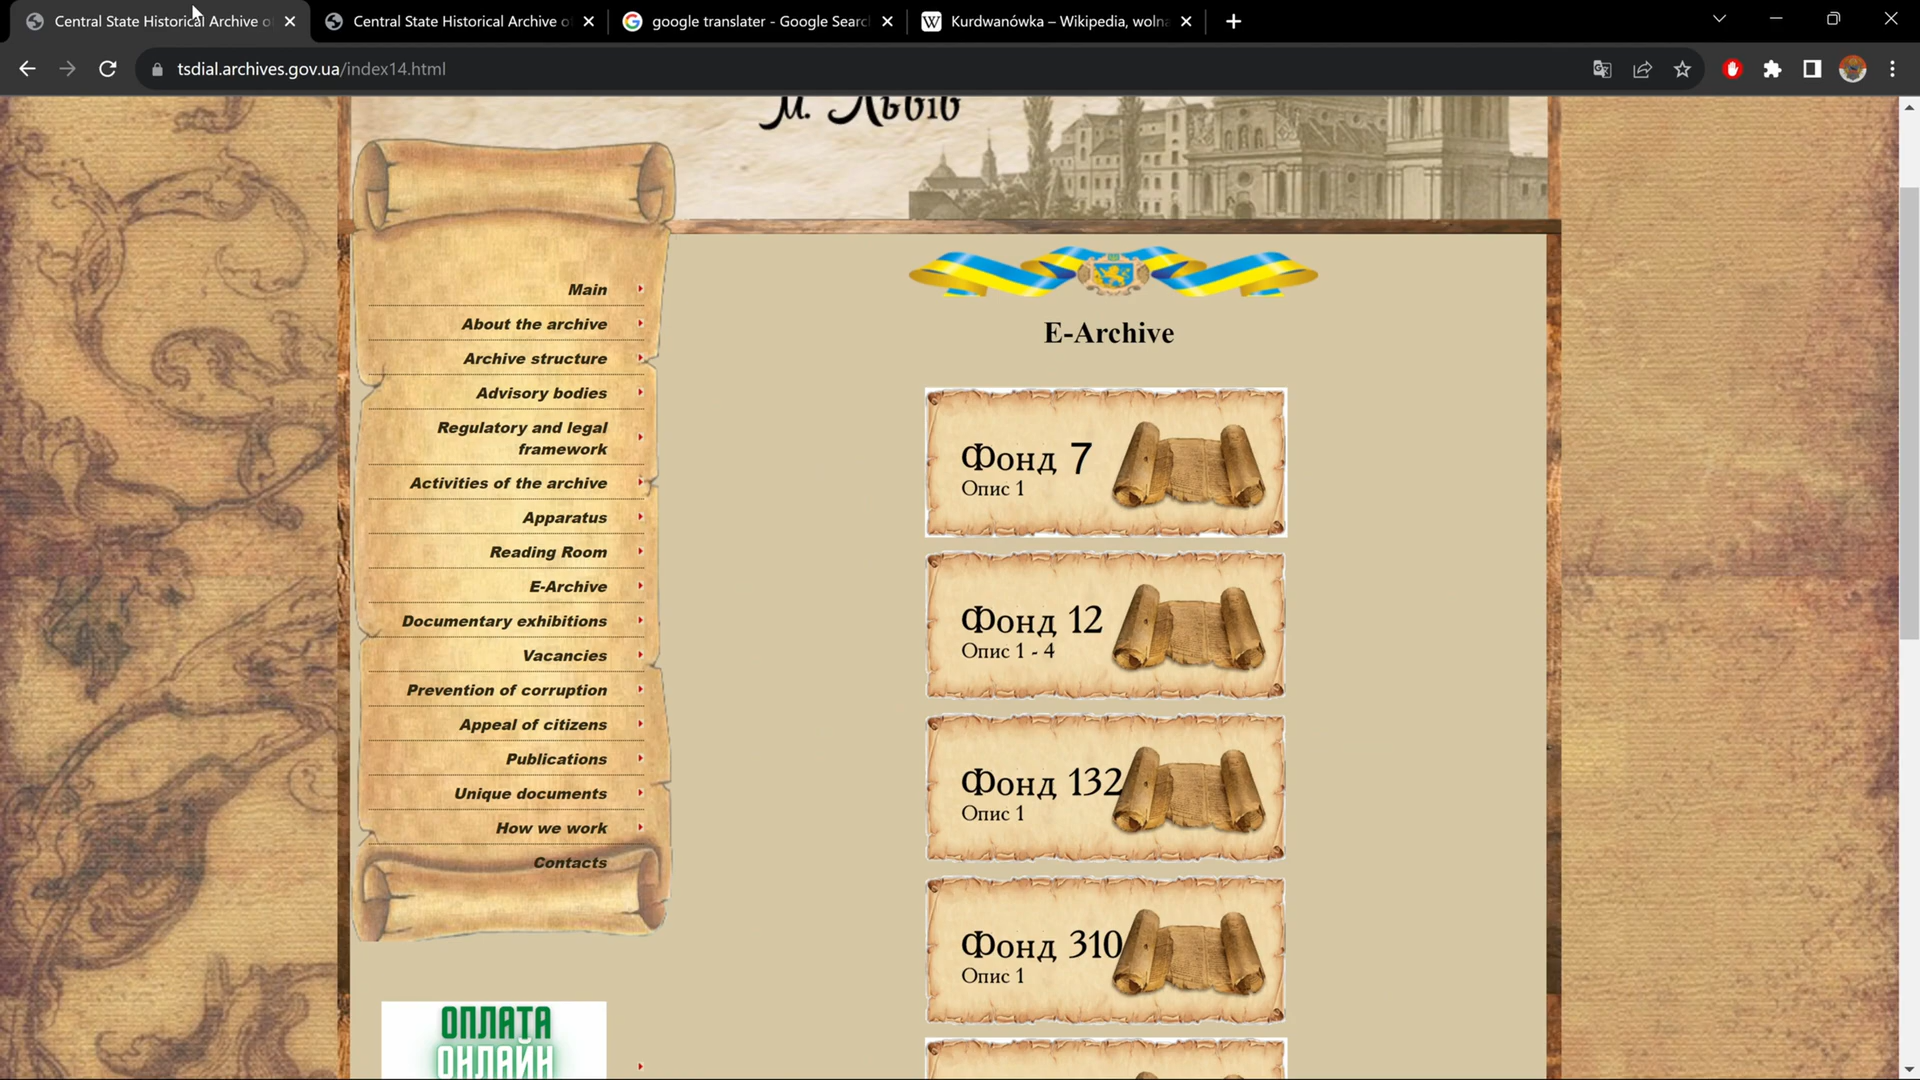 Central State Historical Archive o
Central State Historical Archive o
google translater - Google Searc
Kurdwanówka – Wikipedia, woln
tsdial.archives.gov.ua/index14.html
м. Львів
Main
About the archive
Archive structure
Advisory bodies
Regulatory and legal
framework
Activities of the archive
Apparatus
Reading Room
E-Archive
Documentary exhibitions
Vacancies
Prevention of corruption
Appeal of citizens
Publications
Unique documents
How we work
Contacts
ОПЛАТА
ОНЛАЙН
E-Archive
Фонд 7
Опис 1
Фонд 12
Опис 1 - 4
Фонд 132
Опис 1
Фонд 310
Опис 1